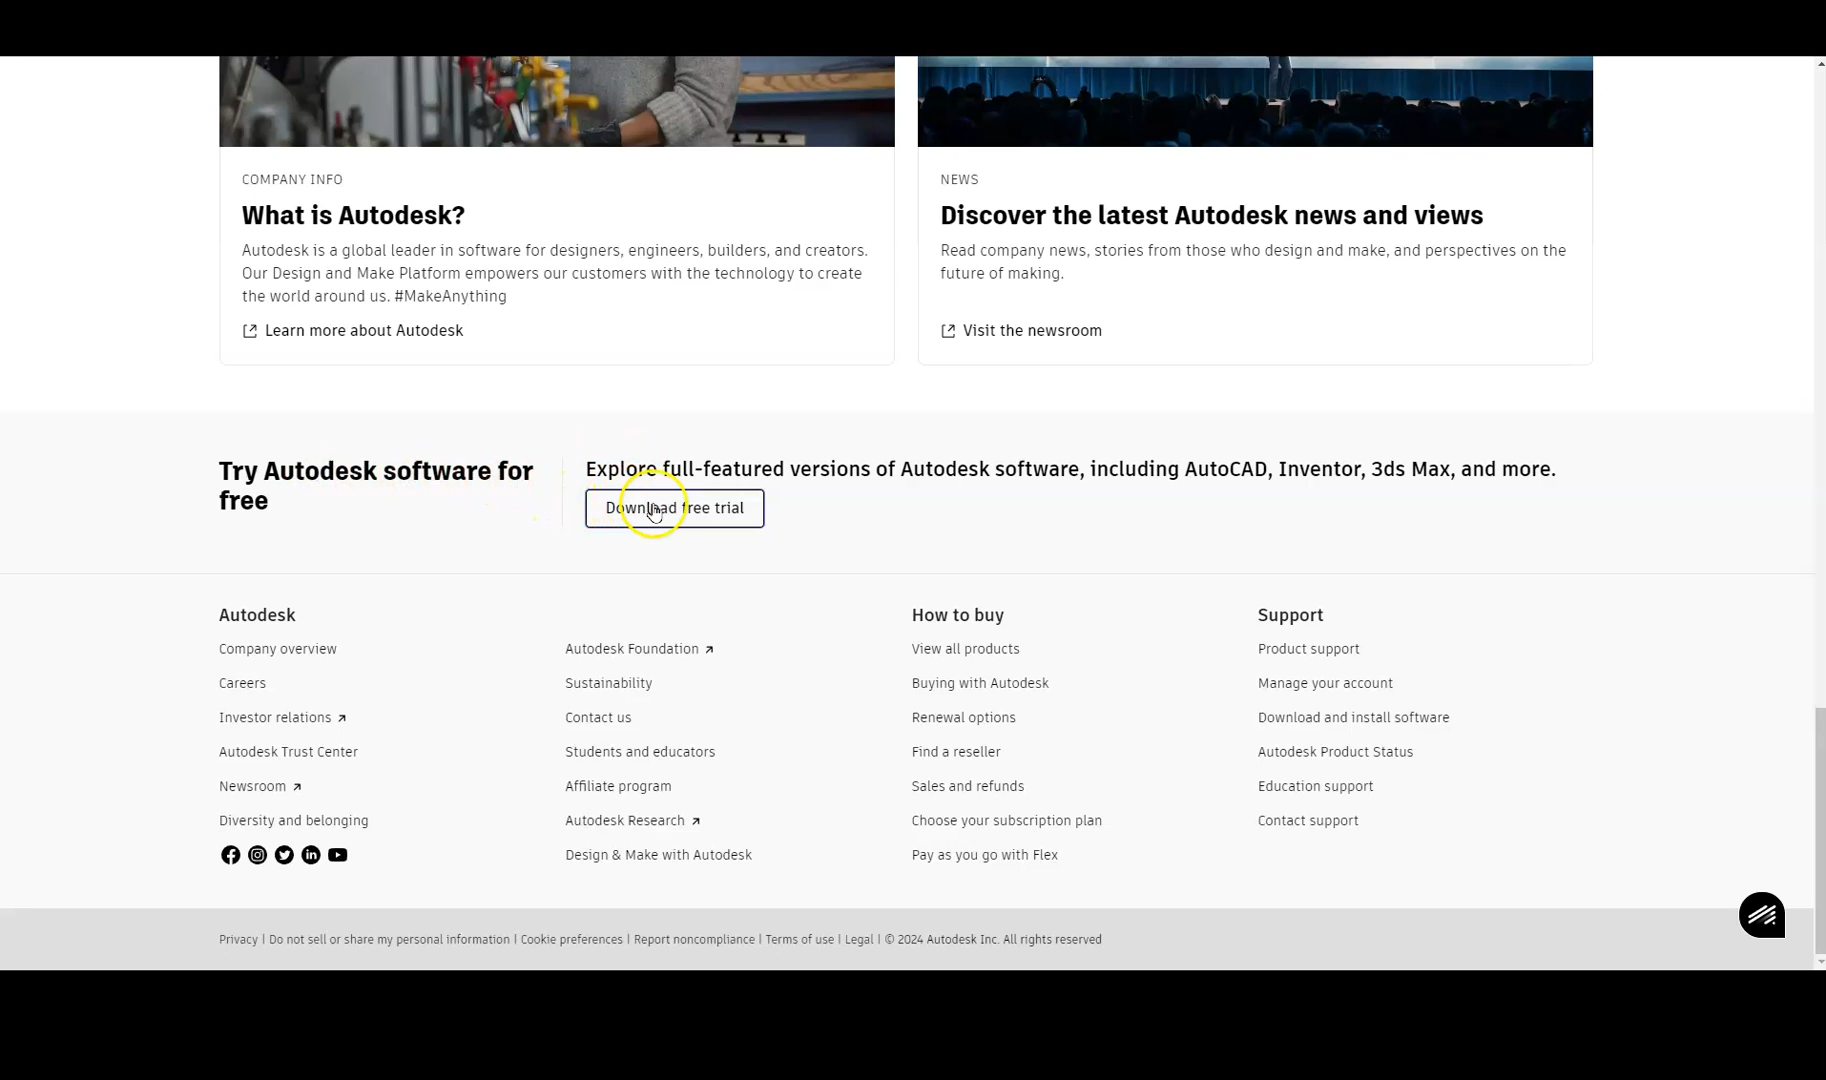 COMPANY INFO
What is Autodesk?
Autodesk is a global leader in software for designers, engineers, builders, and creators.
Our Design and Make Platform empowers our customers with the technology to create
the world around us. #MakeAnything
Learn more about Autodesk
NEWS
Discover the latest Autodesk news and views
Read company news, stories from those who design and make, and perspectives on the
future of making.
Visit the newsroom
Try Autodesk software for
free
Explore full-featured versions of Autodesk software, including AutoCAD, Inventor, 3ds Max, and more.
Download free trial
Autodesk
Company overview
Careers
Investor relations
Autodesk Trust Center
Newsroom
Diversity and belonging
Autodesk Foundation
Sustainability
Contact us
Students and educators
Affiliate program
Autodesk Research
Design & Make with Autodesk
How to buy
View all products
Buying with Autodesk
Renewal options
Find a reseller
Sales and refunds
Choose your subscription plan
Pay as you go with Flex
Support
Product support
Manage your account
Download and install software
Autodesk Product Status
Education support
Contact support
Privacy | Do not sell or share my personal information | Cookie preferences | Report noncompliance | Terms of use | Legal | © 2024 Autodesk Inc. All rights reserved